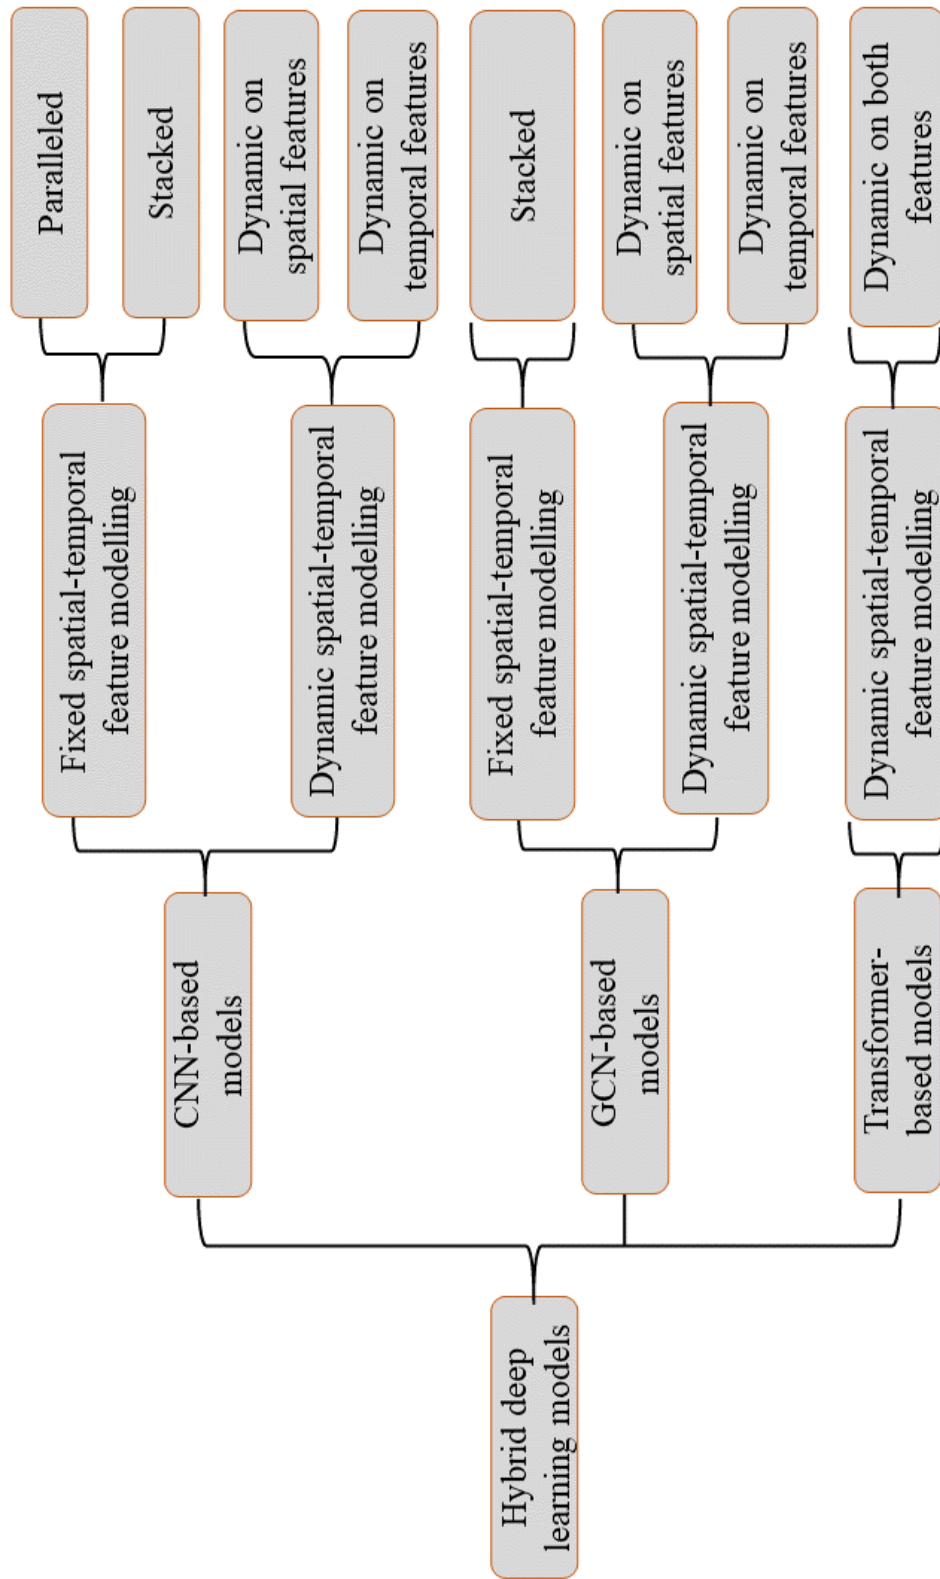 Hybrid deep
learning models
CNN-based
models
GCN-based
models
Transformer-
based models
Fixed spatial-temporal
feature modelling
Dynamic spatial-temporal
feature modelling
Fixed spatial-temporal
feature modelling
Dynamic spatial-temporal
feature modelling
Dynamic spatial-temporal
feature modelling
Paralleled
Stacked
Dynamic on
spatial features
Dynamic on
temporal features
Stacked
Dynamic on
spatial features
Dynamic on
temporal features
Dynamic on both
features